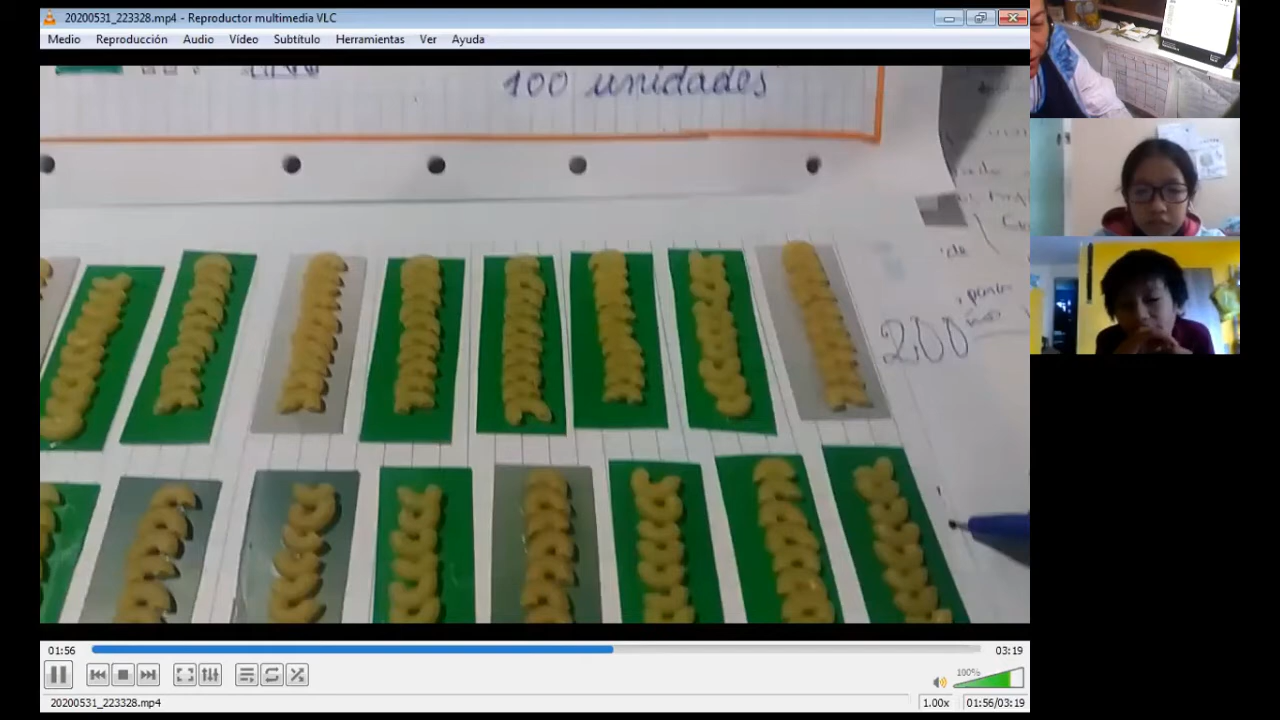 20200531_223328.mp4 - Reproductor multimedia VLC
Medio Reproducción Audio Vídeo Subtítulo Herramientas Ver Ayuda
100 unidades
200
01:56
03:19
100%
20200531_223328.mp4
1.00x
01:56/03:19